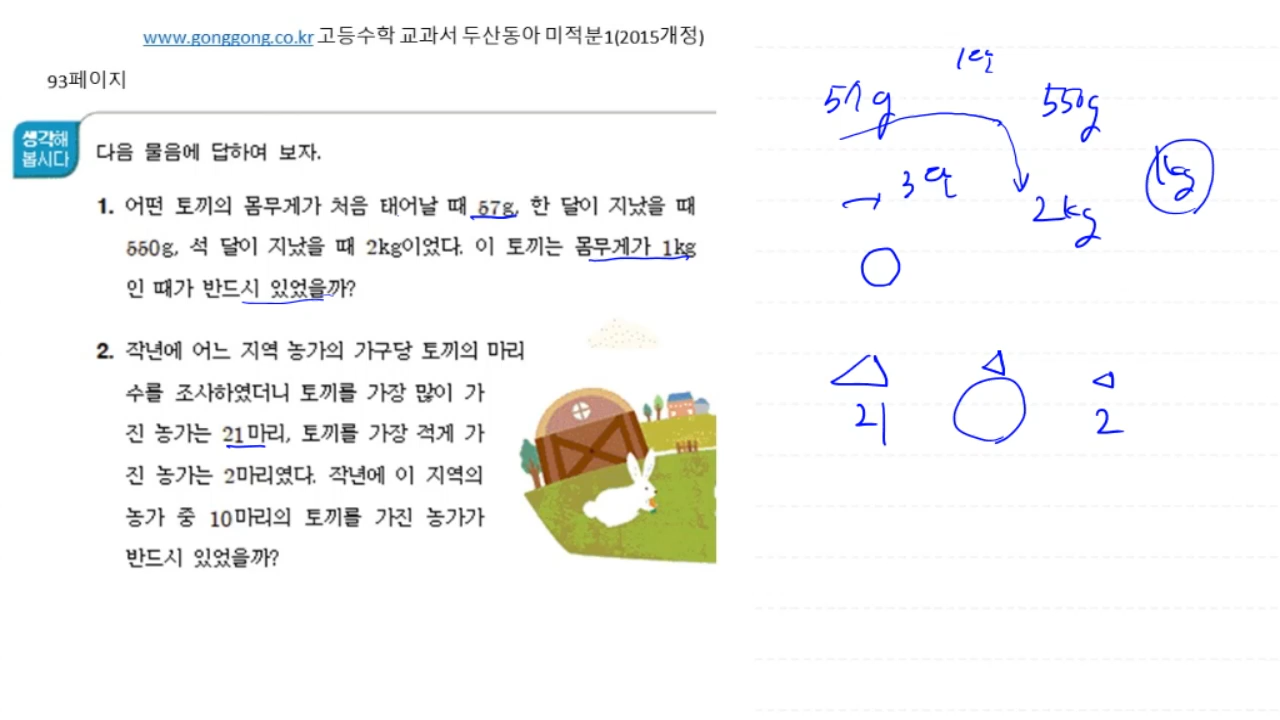 www.gonggong.co.kr 고등수학 교과서 두산동아 미적분1(2015개정)
93페이지
생각해
봅시다
다음 물음에 답하여 보자.
1. 어떤 토끼의 몸무게가 처음 태어날 때 57g, 한 달이 지났을 때
550g, 석 달이 지났을 때 2kg이었다. 이 토끼는 몸무게가 1kg
인 때가 반드시 있었을까?
2. 작년에 어느 지역 농가의 가구당 토끼의 마리
수를 조사하였더니 토끼를 가장 많이 가
진 농가는 21마리, 토끼를 가장 적게 가
진 농가는 2마리였다. 작년에 이 지역의
농가 중 10마리의 토끼를 가진 농가가
반드시 있었을까?
1달
57g 550g
1kg
3달
2kg
21 2